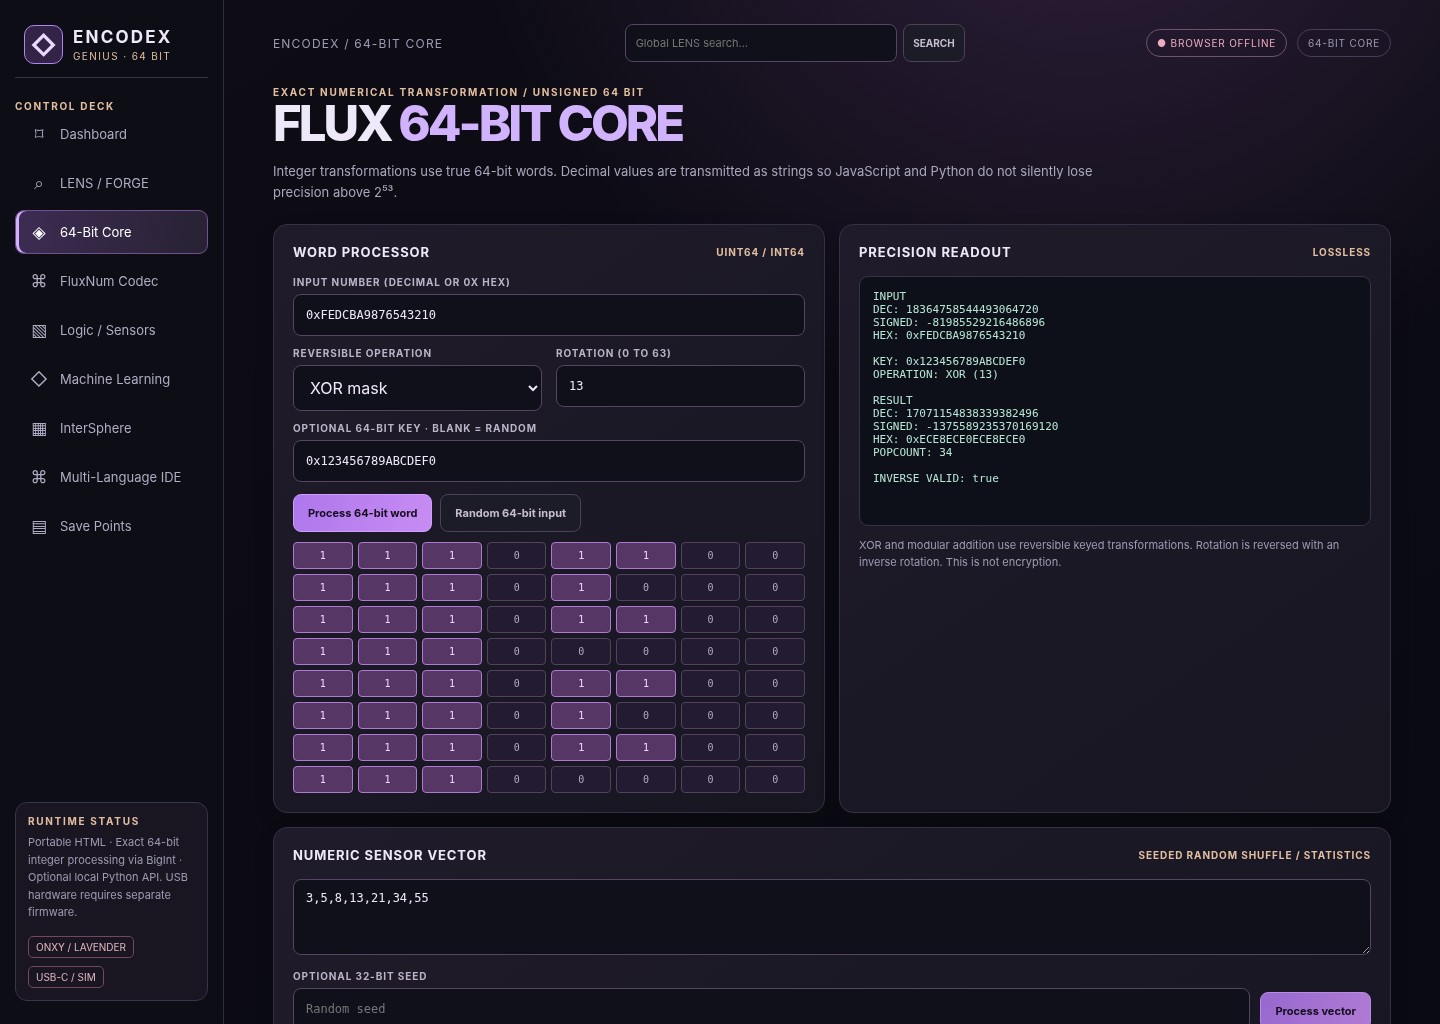 ENCODEX
GENIUS · 64 BIT
CONTROL DECK
Dashboard
LENS / FORGE
64-Bit Core
FluxNum Codec
Logic / Sensors
Machine Learning
InterSphere
Multi-Language IDE
Save Points
RUNTIME STATUS
Portable HTML · Exact 64-bit
integer processing via BigInt ·
Optional local Python API. USB
hardware requires separate
firmware.
ONXY / LAVENDER
USB-C / SIM
ENCODEX / 64-BIT CORE
Global LENS search...
SEARCH
BROWSER OFFLINE
64-BIT CORE
EXACT NUMERICAL TRANSFORMATION / UNSIGNED 64 BIT
FLUX 64-BIT CORE
Integer transformations use true 64-bit words. Decimal values are transmitted as strings so JavaScript and Python do not silently lose
precision above 2⁵³.
WORD PROCESSOR
UINT64 / INT64
INPUT NUMBER (DECIMAL OR 0X HEX)
0xFEDCBA9876543210
REVERSIBLE OPERATION
ROTATION (0 TO 63)
XOR mask
13
OPTIONAL 64-BIT KEY · BLANK = RANDOM
0x123456789ABCDEF0
Process 64-bit word
Random 64-bit input
1 1 1 0 1 1 0 0
1 1 1 0 1 0 0 0
1 1 1 0 1 1 0 0
1 1 1 0 0 0 0 0
1 1 1 0 1 1 0 0
1 1 1 0 1 0 0 0
1 1 1 0 1 1 0 0
1 1 1 0 0 0 0 0
PRECISION READOUT
LOSSLESS
INPUT
DEC: 18364758544493064720
SIGNED: -81985529216486896
HEX: 0xFEDCBA9876543210
KEY: 0x123456789ABCDEF0
OPERATION: XOR (13)
RESULT
DEC: 17071154838339382496
SIGNED: -1375589235370169120
HEX: 0xECE8ECE0ECE8ECE0
POPCOUNT: 34
INVERSE VALID: true
XOR and modular addition use reversible keyed transformations. Rotation is reversed with an
inverse rotation. This is not encryption.
NUMERIC SENSOR VECTOR
SEEDED RANDOM SHUFFLE / STATISTICS
3,5,8,13,21,34,55
OPTIONAL 32-BIT SEED
Random seed
Process vector